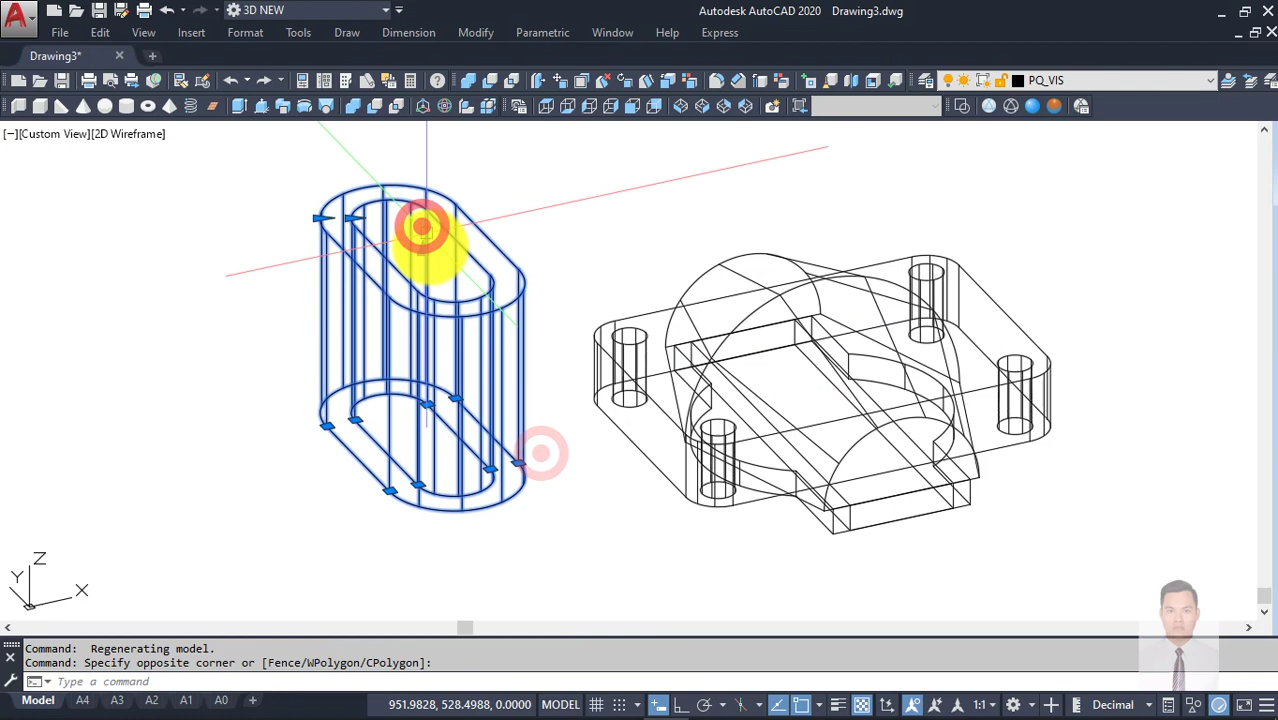 A
3D NEW
Autodesk AutoCAD 2020 Drawing3.dwg
File Edit View Insert Format Tools Draw Dimension Modify Parametric Window Help Express
Drawing3*
PQ_VIS
[−][Custom View][2D Wireframe]
Z
Y
X
Command: Regenerating model.
Command: Specify opposite corner or [Fence/WPolygon/CPolygon]:
Type a command
Model A4 A3 A2 A1 A0 951.9828, 528.4988, 0.0000 MODEL 1:1 Decimal